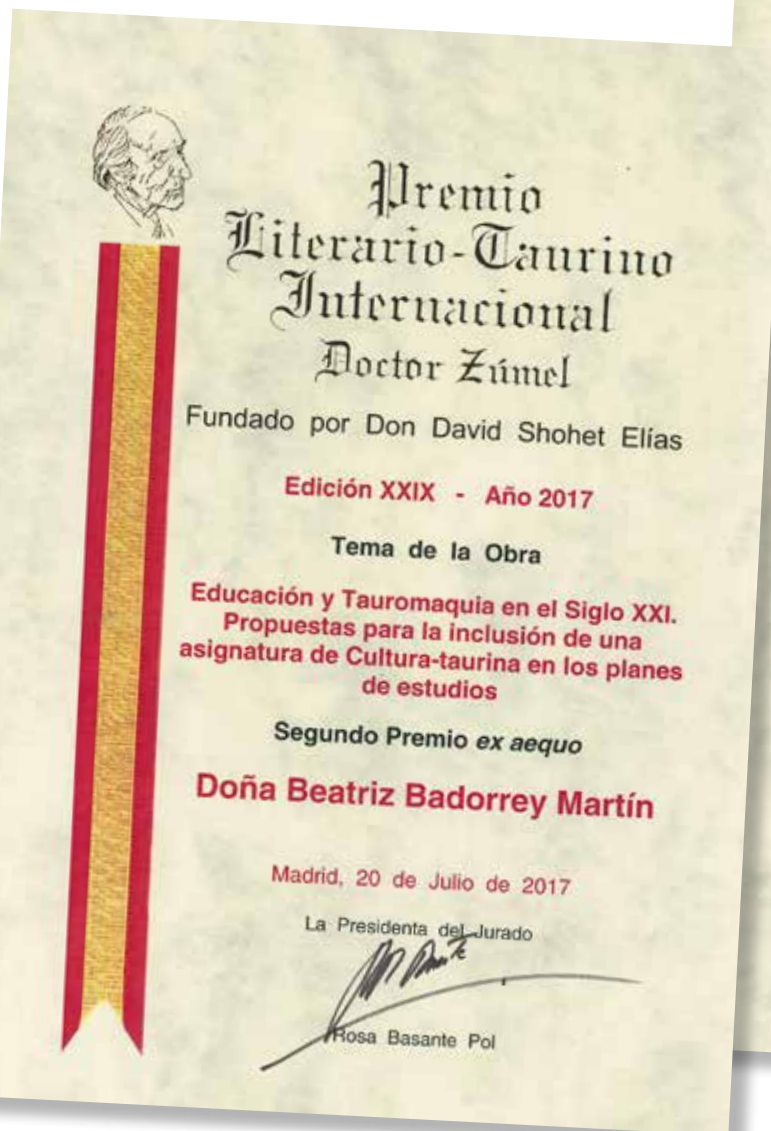 Premio
Literario-Taurino
Internacional
Doctor Zúmel
Fundado por Don David Shohet Elías
Edición XXIX - Año 2017
Tema de la Obra
Educación y Tauromaquia en el Siglo XXI.
Propuestas para la inclusión de una
asignatura de Cultura-taurina en los planes
de estudios
Segundo Premio ex aequo
Doña Beatriz Badorrey Martín
Madrid, 20 de Julio de 2017
La Presidenta del Jurado
Rosa Basante Pol